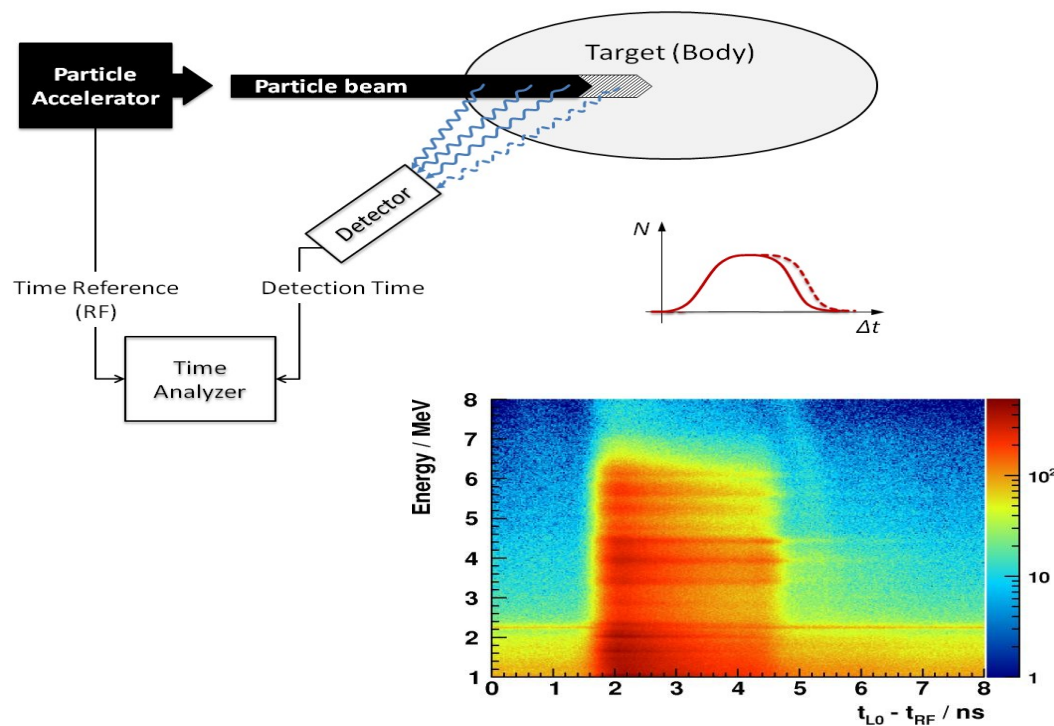 Particle
Accelerator
Particle beam
Target (Body)
Detector
Time Reference
(RF)
Detection Time
Time
Analyzer
N
Δt
Energy / MeV
8
7
6
5
4
3
2
1
0 1 2 3 4 5 6 7 8
t_L0 - t_RF / ns
10²
10
1